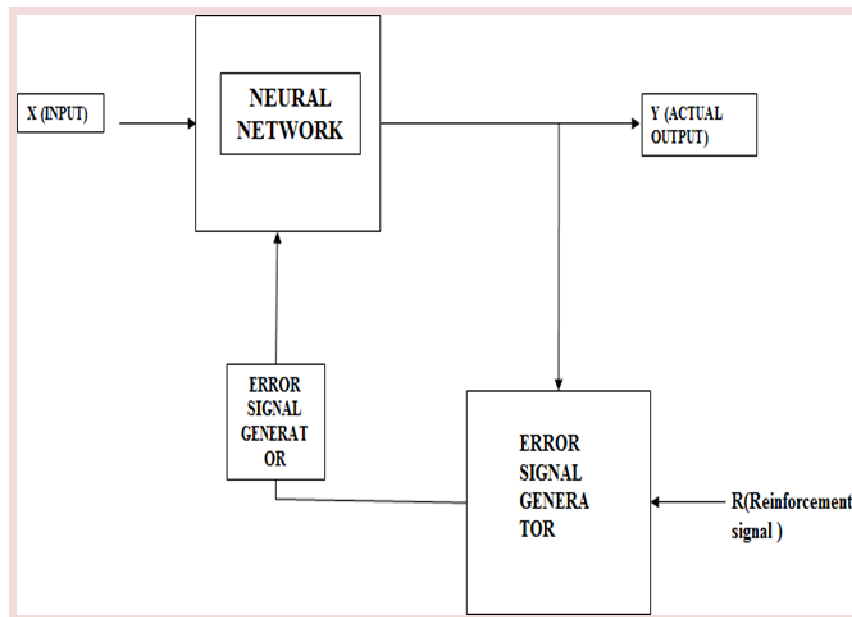 X (INPUT)
NEURAL
NETWORK
Y (ACTUAL
OUTPUT)
ERROR
SIGNAL
GENERAT
OR
ERROR
SIGNAL
GENERA
TOR
R(Reinforcement
signal )